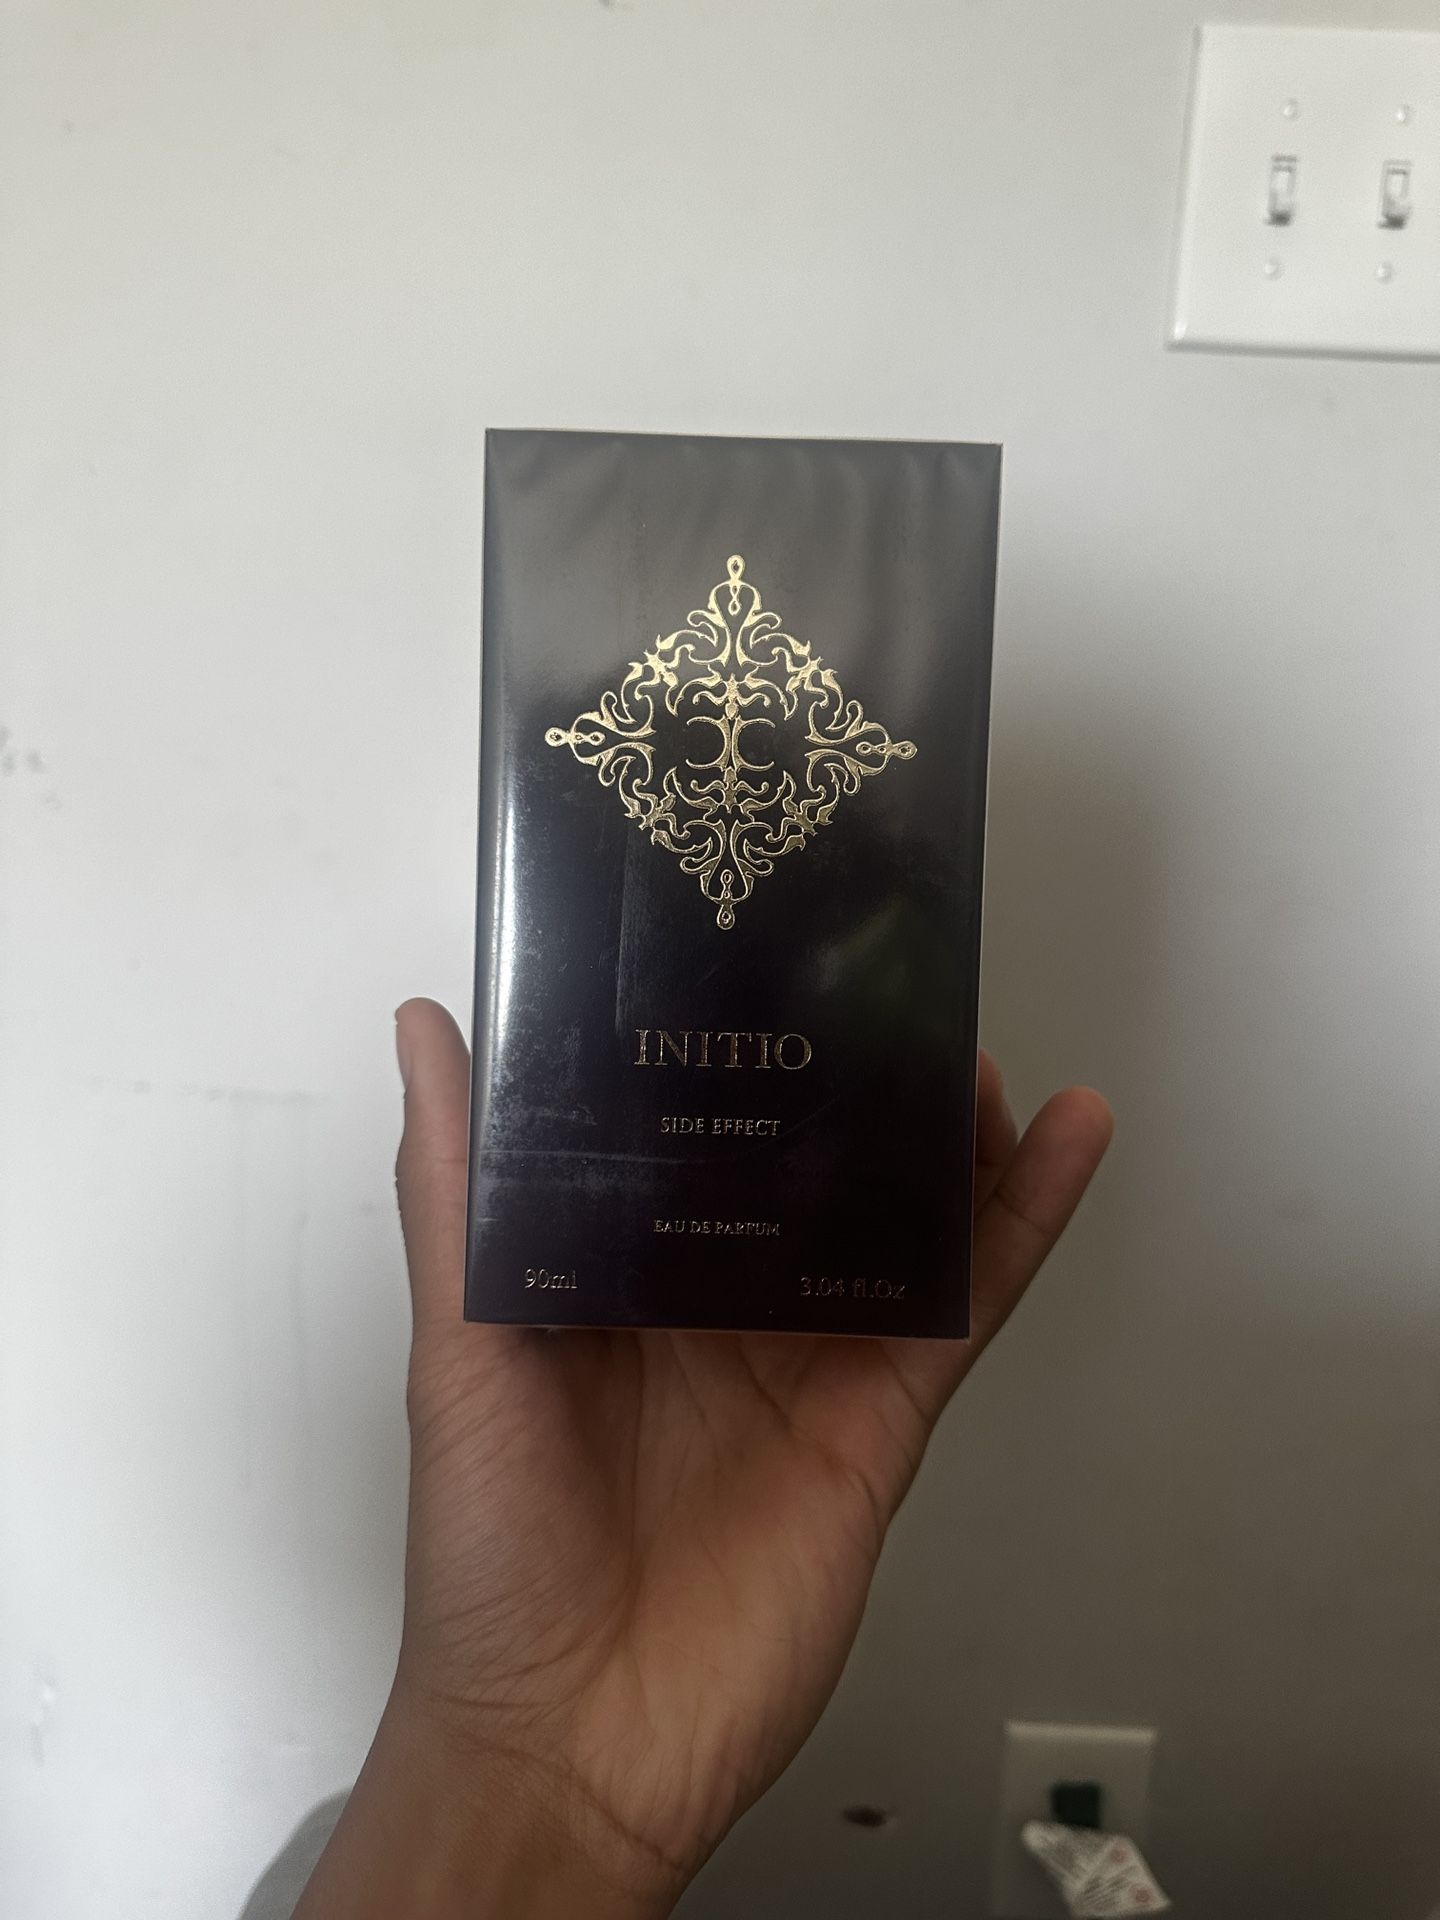 INITIO
SIDE EFFECT
EAU DE PARFUM
90ml 3.04 fl.Oz